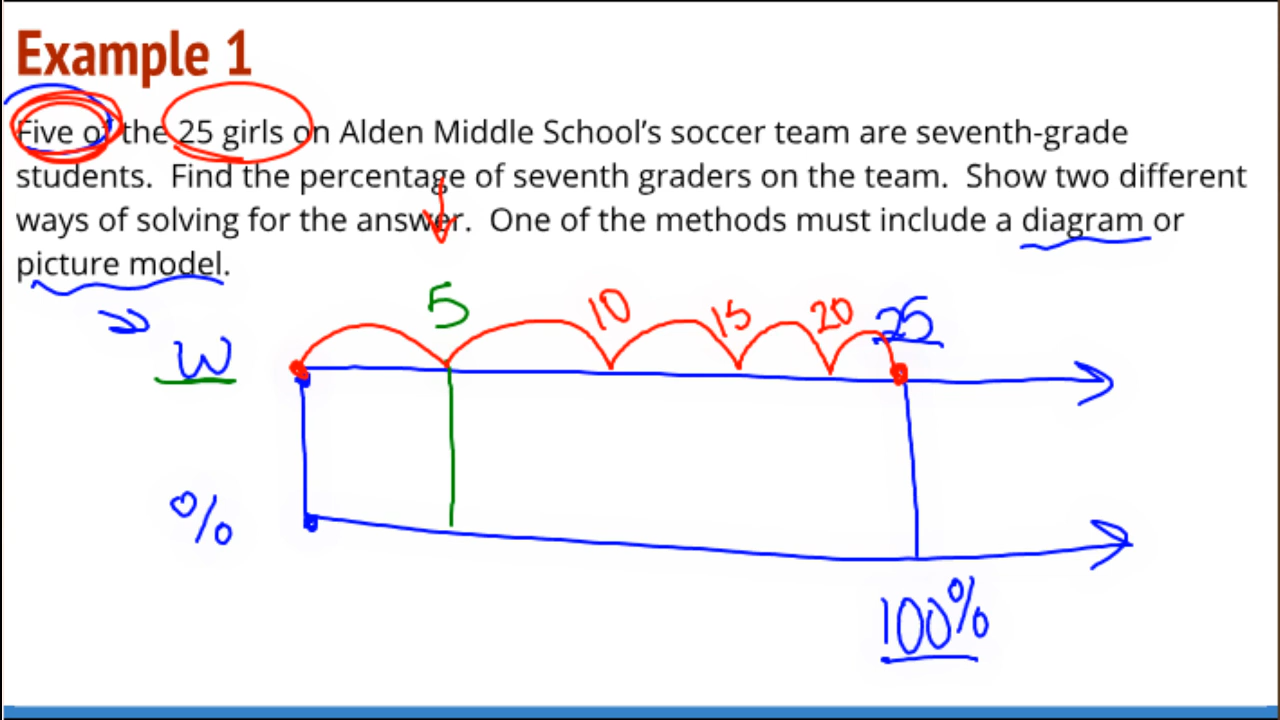 Example 1
Five of the 25 girls on Alden Middle School's soccer team are seventh-grade
students. Find the percentage of seventh graders on the team. Show two different
ways of solving for the answer. One of the methods must include a diagram or
picture model.
5 10 15 20 25
W
%
100%